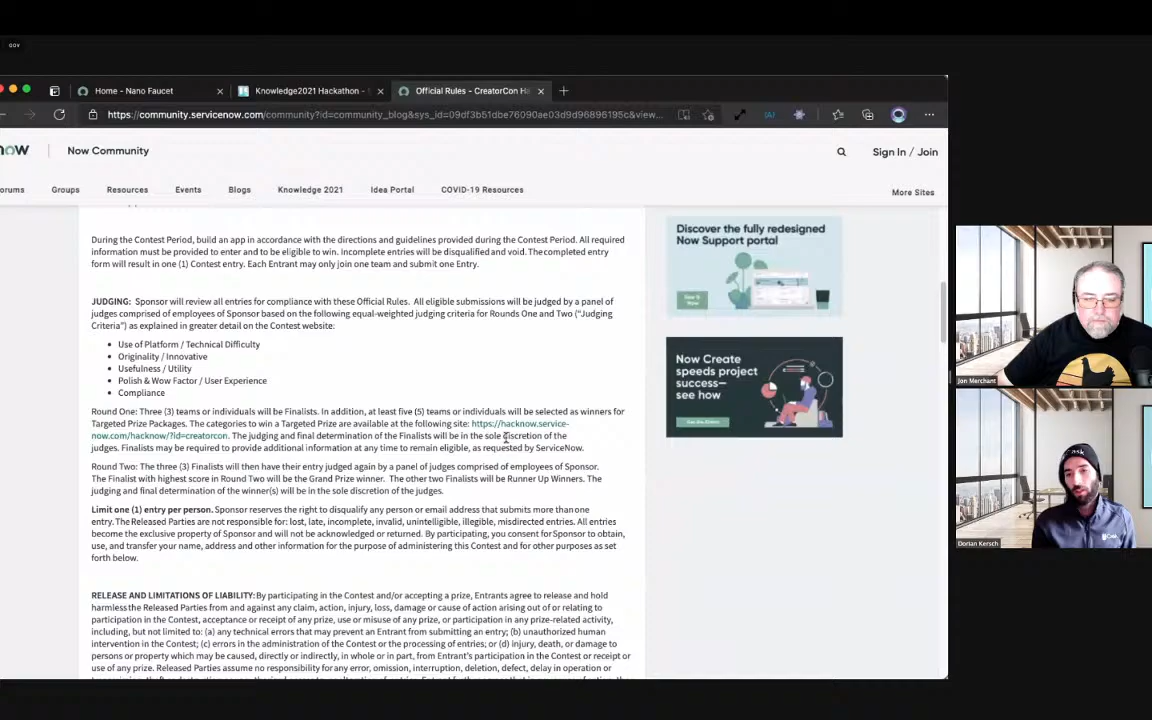 GOV
Home - Nano Faucet
Knowledge2021 Hackathon -
Official Rules - CreatorCon Ha
https://community.servicenow.com/community?id=community_blog&sys_id=09df3b51dbe76090ae03d9d96896195c&view...
now
Now Community
Sign In / Join
orums Groups Resources Events Blogs Knowledge 2021 Idea Portal COVID-19 Resources
More Sites
During the Contest Period, build an app in accordance with the directions and guidelines provided during the Contest Period. All required
information must be provided to enter and to be eligible to win. Incomplete entries will be disqualified and void. The completed entry
form will result in one (1) Contest entry. Each Entrant may only join one team and submit one Entry.
JUDGING: Sponsor will review all entries for compliance with these Official Rules. All eligible submissions will be judged by a panel of
judges comprised of employees of Sponsor based on the following equal-weighted judging criteria for Rounds One and Two ("Judging
Criteria") as explained in greater detail on the Contest website:
• Use of Platform / Technical Difficulty
• Originality / Innovative
• Usefulness / Utility
• Polish & Wow Factor / User Experience
• Compliance
Round One: Three (3) teams or individuals will be Finalists. In addition, at least five (5) teams or individuals will be selected as winners for
Targeted Prize Packages. The categories to win a Targeted Prize are available at the following site: https://hacknow.service-
now.com/hacknow/?id=creatorcon. The judging and final determination of the Finalists will be in the sole discretion of the
judges. Finalists may be required to provide additional information at any time to remain eligible, as requested by ServiceNow.
Round Two: The three (3) Finalists will then have their entry judged again by a panel of judges comprised of employees of Sponsor.
The Finalist with highest score in Round Two will be the Grand Prize winner. The other two Finalists will be Runner Up Winners. The
judging and final determination of the winner(s) will be in the sole discretion of the judges.
Limit one (1) entry per person. Sponsor reserves the right to disqualify any person or email address that submits more than one
entry. The Released Parties are not responsible for: lost, late, incomplete, invalid, unintelligible, illegible, misdirected entries. All entries
become the exclusive property of Sponsor and will not be acknowledged or returned. By participating, you consent for Sponsor to obtain,
use, and transfer your name, address and other information for the purpose of administering this Contest and for other purposes as set
forth below.
RELEASE AND LIMITATIONS OF LIABILITY: By participating in the Contest and/or accepting a prize, Entrants agree to release and hold
harmless the Released Parties from and against any claim, action, injury, loss, damage or cause of action arising out of or relating to
participation in the Contest, acceptance or receipt of any prize, use or misuse of any prize, or participation in any prize-related activity,
including, but not limited to: (a) any technical errors that may prevent an Entrant from submitting an entry; (b) unauthorized human
intervention in the Contest; (c) errors in the administration of the Contest or the processing of entries; or (d) injury, death, or damage to
persons or property which may be caused, directly or indirectly, in whole or in part, from Entrant's participation in the Contest or receipt or
use of any prize. Released Parties assume no responsibility for any error, omission, interruption, deletion, defect, delay in operation or
Discover the fully redesigned
Now Support portal
Now Create
speeds project
success—
see how
Jon Merchant
Dorian Kersch